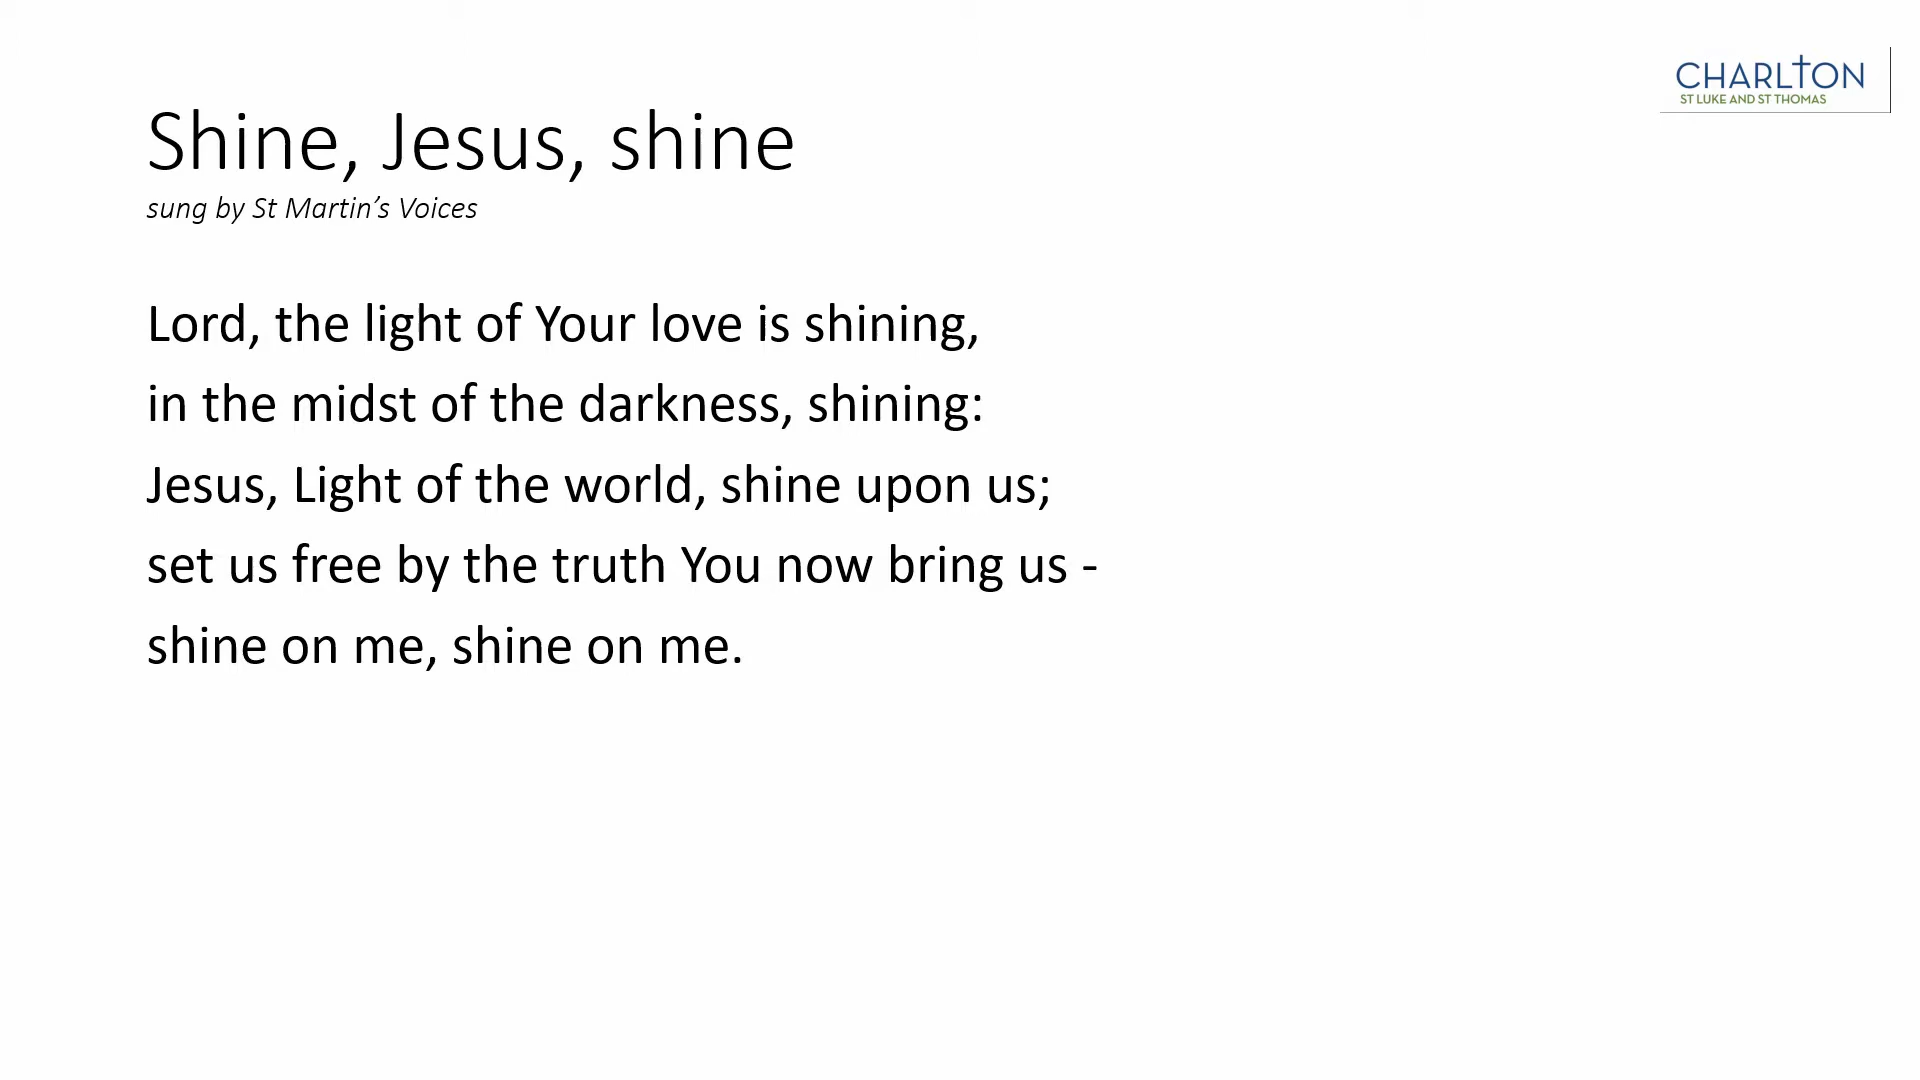 CHARLTON
ST LUKE AND ST THOMAS
Shine, Jesus, shine
sung by St Martin’s Voices
Lord, the light of Your love is shining,
in the midst of the darkness, shining:
Jesus, Light of the world, shine upon us;
set us free by the truth You now bring us -
shine on me, shine on me.